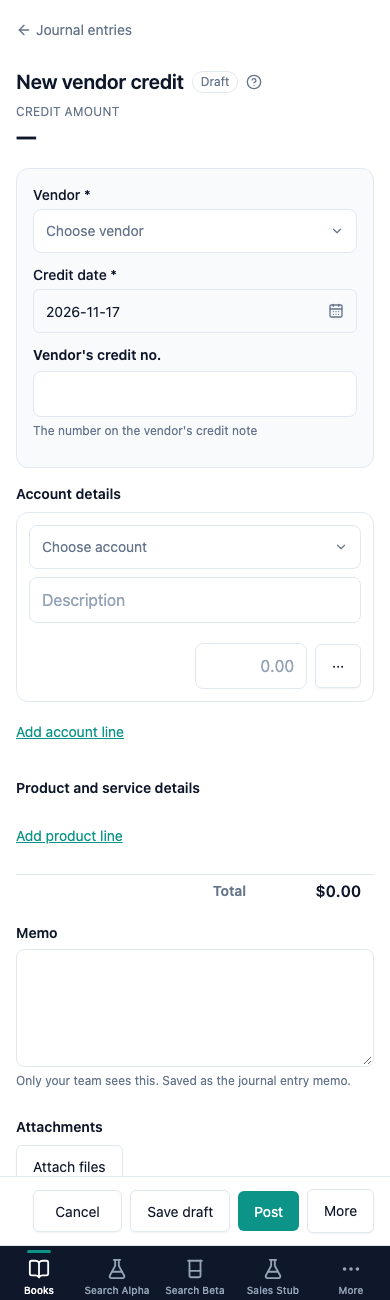 Journal entries
New vendor credit Draft
CREDIT AMOUNT
—
Vendor *
Choose vendor
Credit date *
2026-11-17
Vendor's credit no.
The number on the vendor's credit note
Account details
Choose account
Description
0.00 ...
Add account line
Product and service details
Add product line
Total $0.00
Memo
Only your team sees this. Saved as the journal entry memo.
Attachments
Attach files
Cancel Save draft Post More
Books Search Alpha Search Beta Sales Stub More